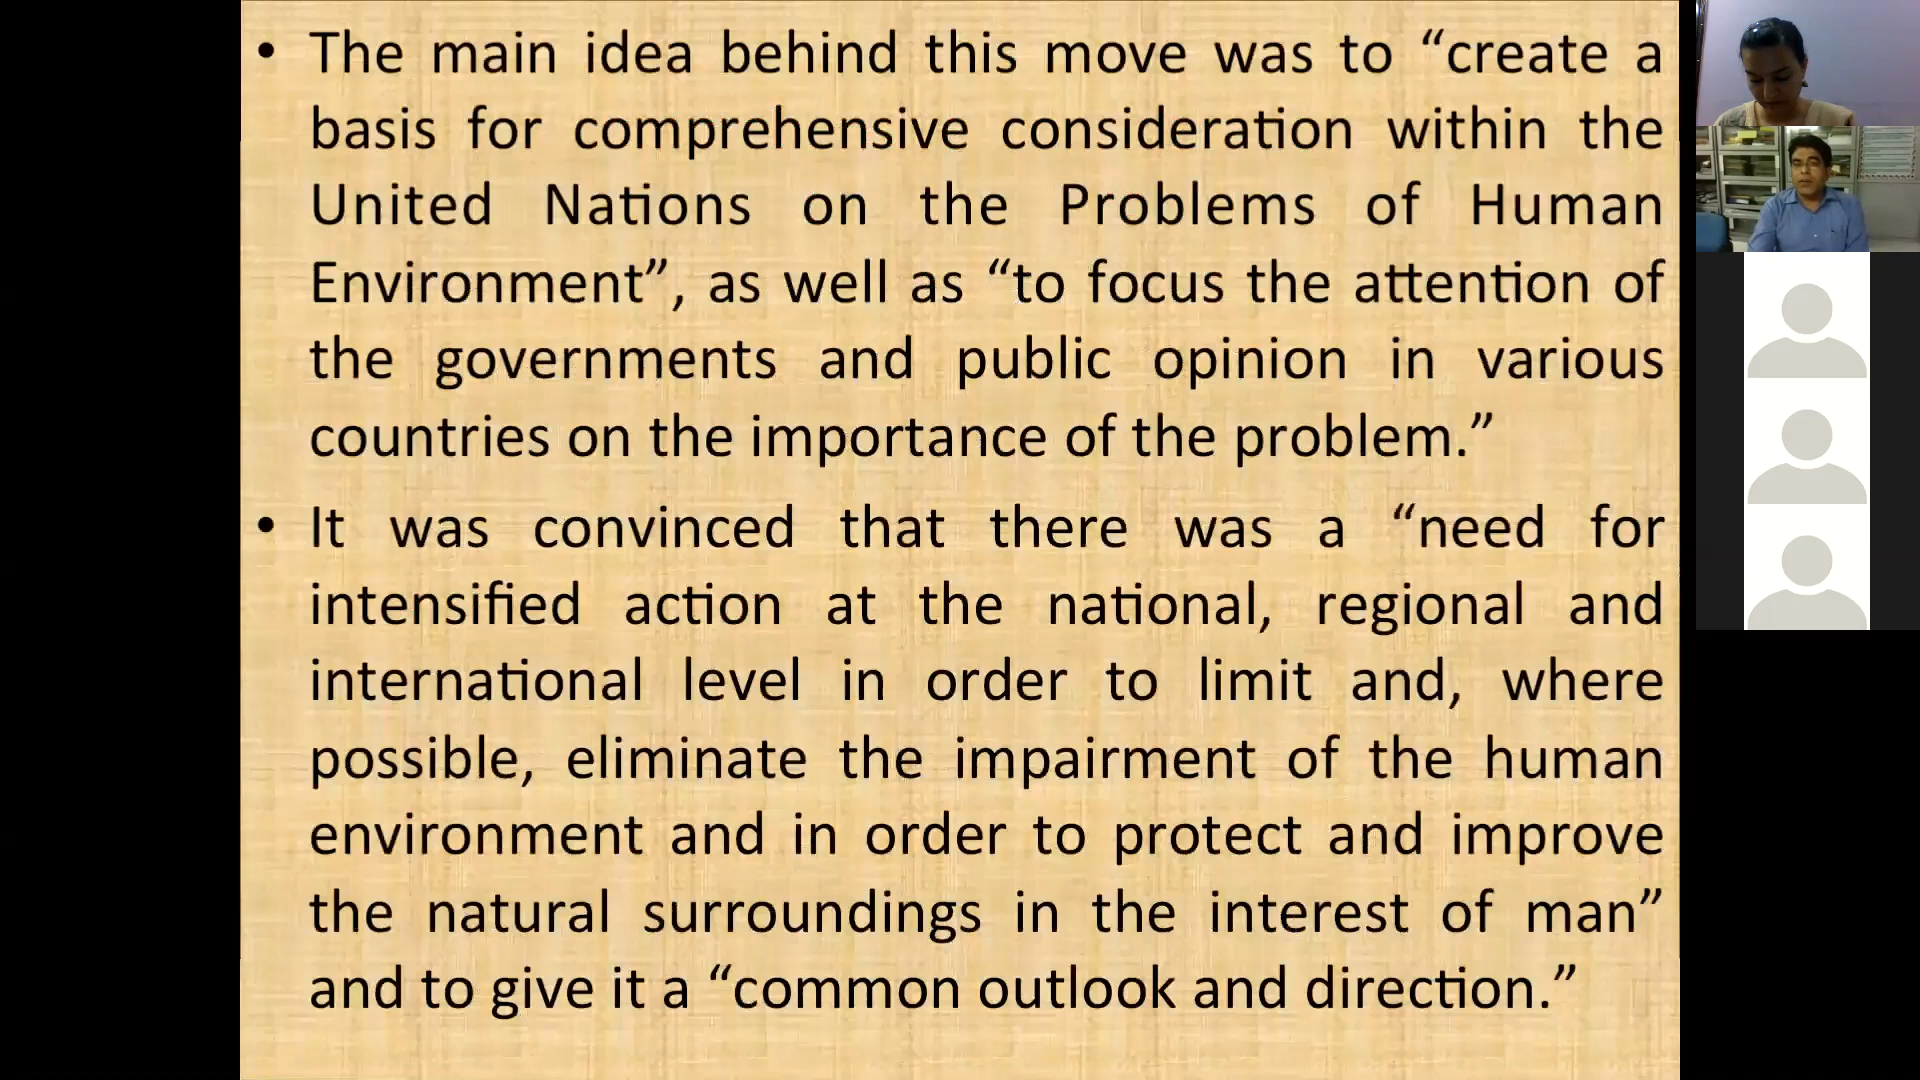 • The main idea behind this move was to “create a
basis for comprehensive consideration within the
United Nations on the Problems of Human
Environment”, as well as “to focus the attention of
the governments and public opinion in various
countries on the importance of the problem.”
• It was convinced that there was a “need for
intensified action at the national, regional and
international level in order to limit and, where
possible, eliminate the impairment of the human
environment and in order to protect and improve
the natural surroundings in the interest of man”
and to give it a “common outlook and direction.”